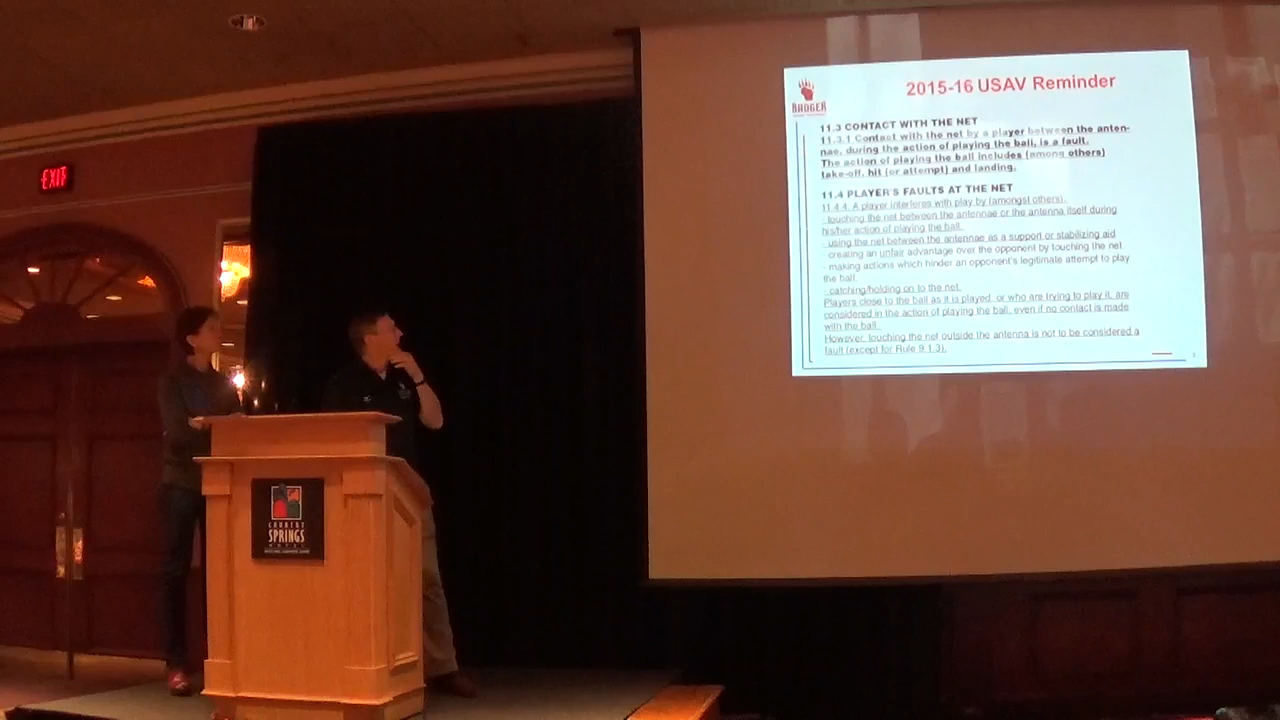 EXIT
BADGER
2015-16 USAV Reminder
11.3 CONTACT WITH THE NET
11.3.1 Contact with the net by a player between the anten-
nae, during the action of playing the ball, is a fault.
The action of playing the ball includes (among others)
take-off, hit (or attempt) and landing.
11.4 PLAYER'S FAULTS AT THE NET
11.4.4 A player interferes with play by (amongst others):
- touching the net between the antennae or the antenna itself during
his/her action of playing the ball.
- using the net between the antennae as a support or stabilizing aid
- creating an unfair advantage over the opponent by touching the net
- making actions which hinder an opponent's legitimate attempt to play
the ball.
- catching/holding on to the net.
Players close to the ball as it is played, or who are trying to play it, are
considered in the action of playing the ball, even if no contact is made
with the ball.
However, touching the net outside the antenna is not to be considered a
fault (except for Rule 9.1.3).
COUNTRY
SPRINGS
HOTEL